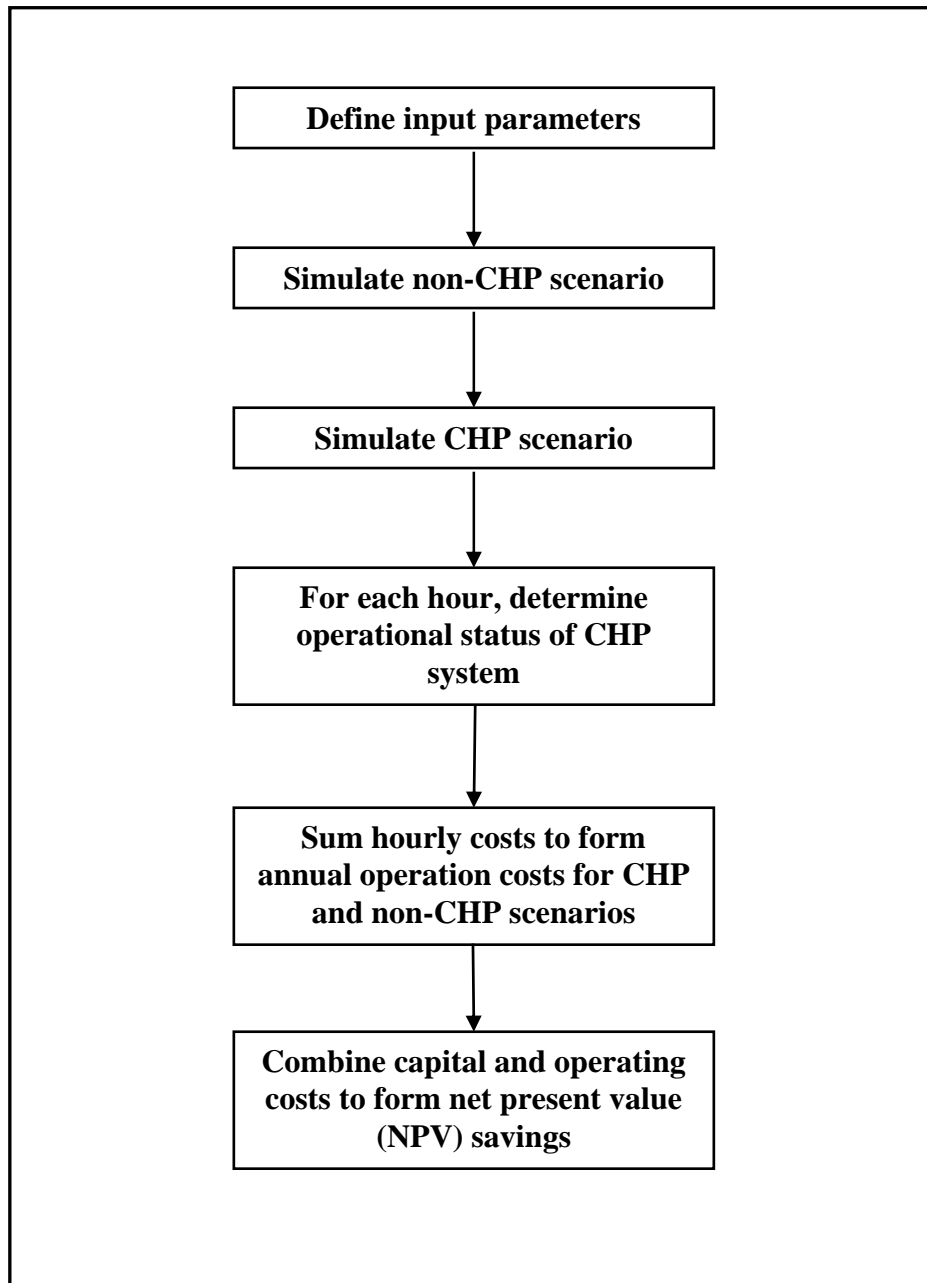 Define input parameters
Simulate non-CHP scenario
Simulate CHP scenario
For each hour, determine
operational status of CHP
system
Sum hourly costs to form
annual operation costs for CHP
and non-CHP scenarios
Combine capital and operating
costs to form net present value
(NPV) savings